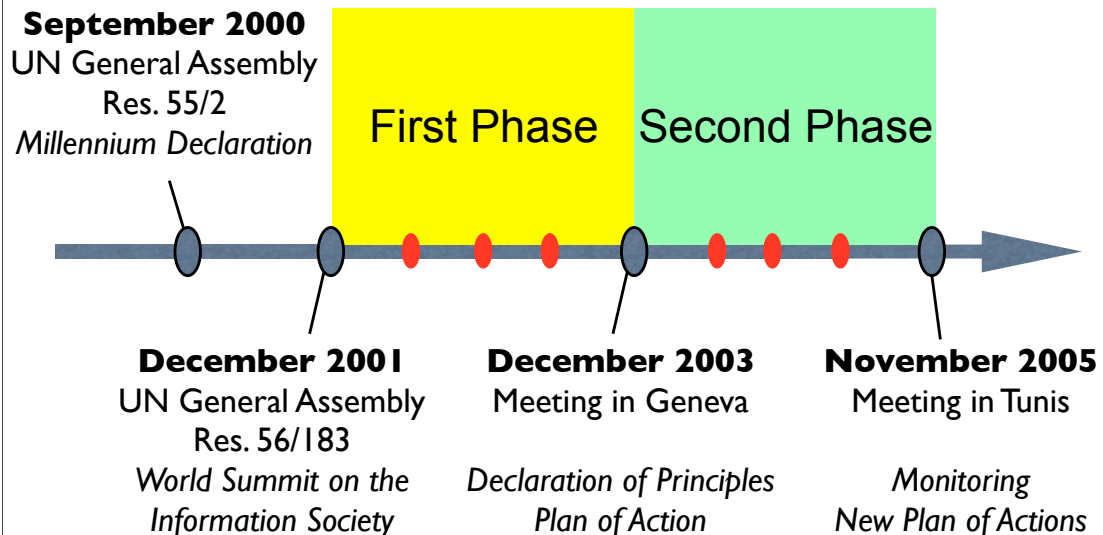 September 2000
UN General Assembly
Res. 55/2
Millennium Declaration
First Phase
Second Phase
December 2001
UN General Assembly
Res. 56/183
World Summit on the
Information Society
December 2003
Meeting in Geneva
Declaration of Principles
Plan of Action
November 2005
Meeting in Tunis
Monitoring
New Plan of Actions